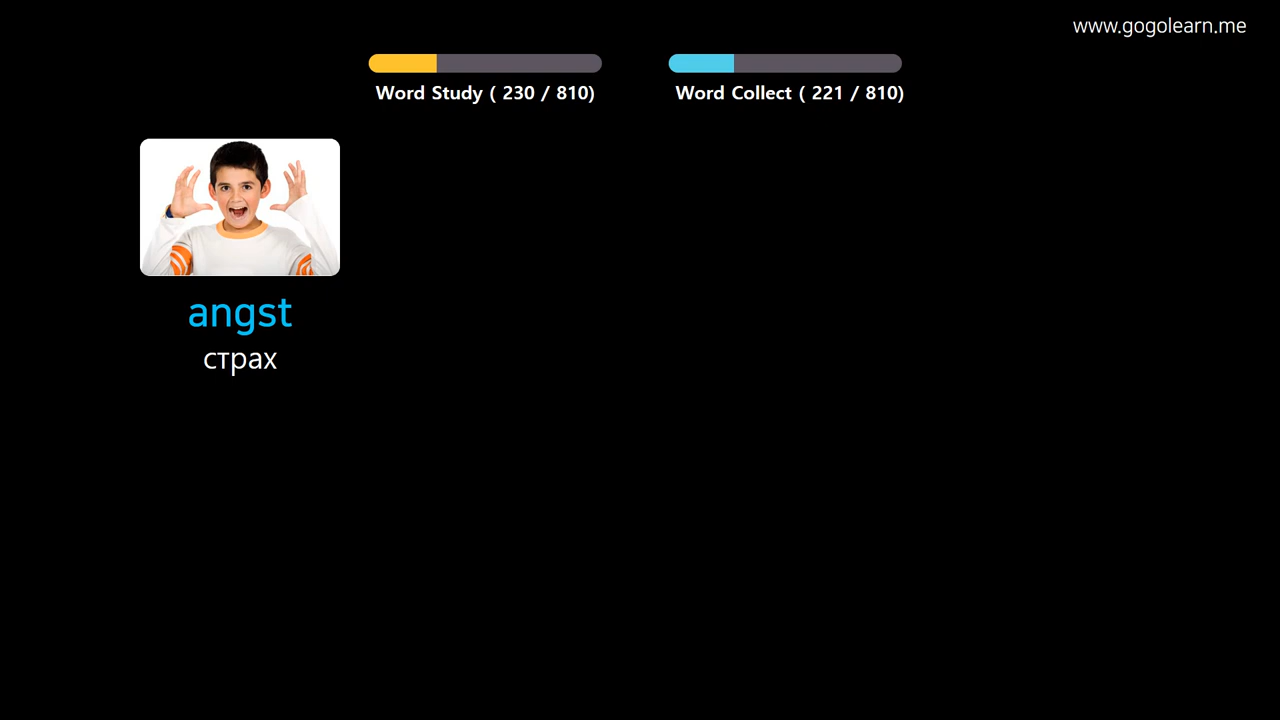 www.gogolearn.me
Word Study ( 230 / 810)
Word Collect ( 221 / 810)
angst
страх